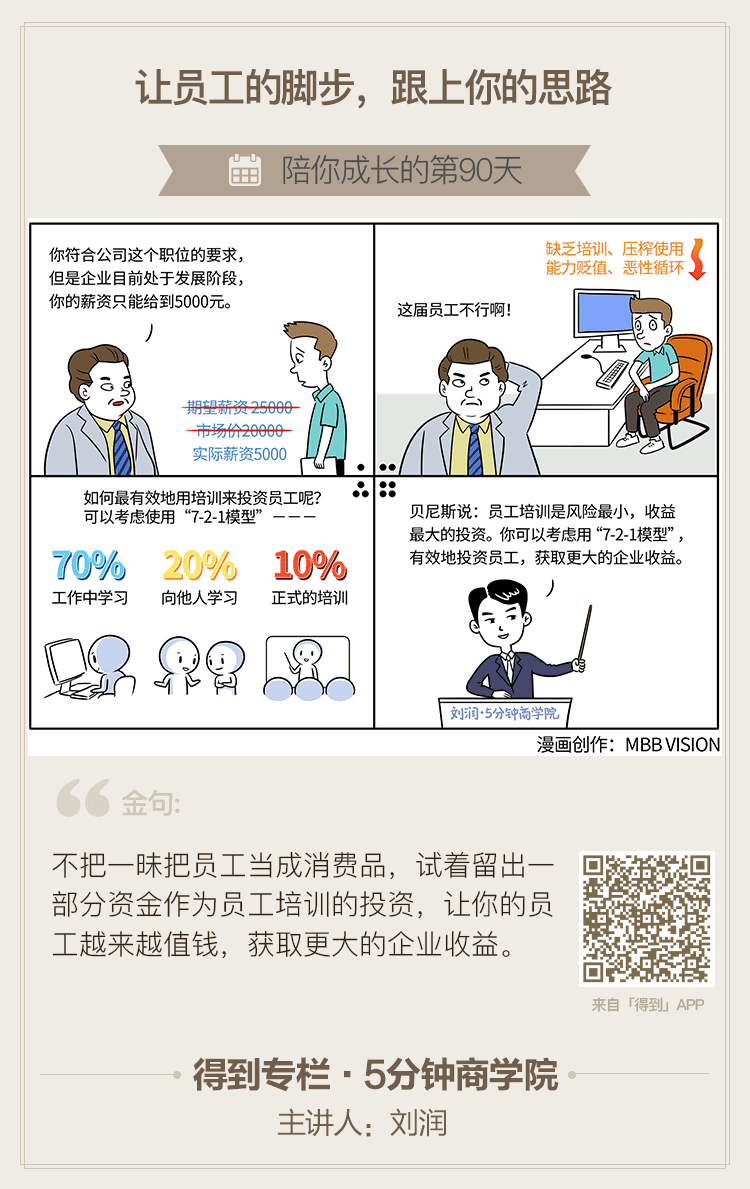 让员工的脚步，跟上你的思路
陪你成长的第90天
你符合公司这个职位的要求，
但是企业目前处于发展阶段，
你的薪资只能给到5000元。
期望薪资 25000
市场价20000
实际薪资5000
缺乏培训、压榨使用
能力贬值、恶性循环
这届员工不行啊！
如何最有效地用培训来投资员工呢？
可以考虑使用“7-2-1模型”———
70%
20%
10%
工作中学习
向他人学习
正式的培训
贝尼斯说：员工培训是风险最小，收益
最大的投资。你可以考虑用“7-2-1模型”，
有效地投资员工，获取更大的企业收益。
刘润·5分钟商学院
漫画创作：MBB VISION
金句:
不把一昧把员工当成消费品，试着留出一
部分资金作为员工培训的投资，让你的员
工越来越值钱，获取更大的企业收益。
来自「得到」APP
得到专栏·5分钟商学院
主讲人：刘润